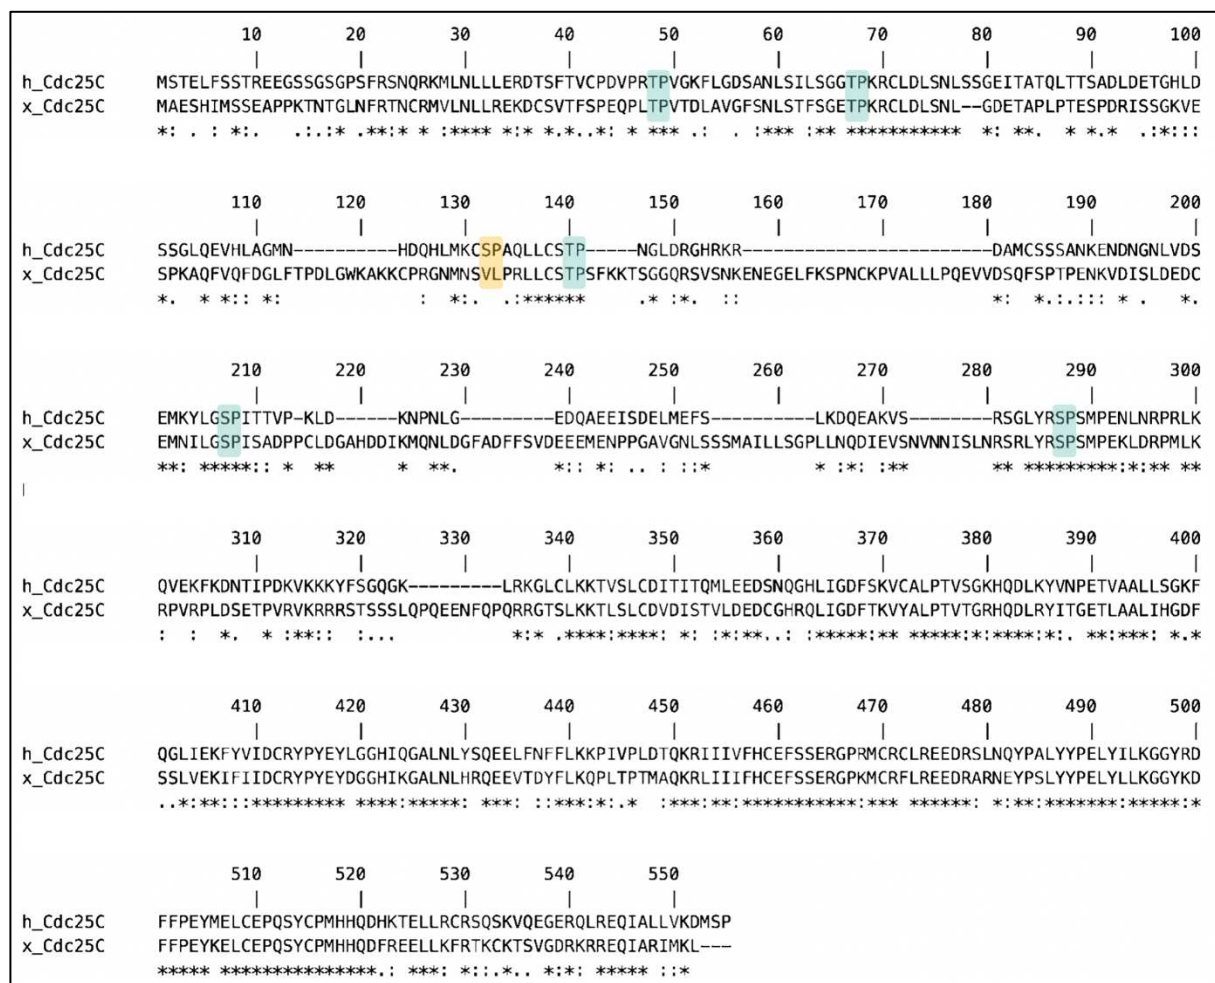 10 20 30 40 50 60 70 80 90 100
| | | | | | | | | |
h_Cdc25C MSTELFSSTREEGSSGSGPSFRSNQRKMLNLLLERDTSFTVCPDVPRTPVGKFLGDSANLSILSGGTPKRCLDLSNLSSGEITATQLTTSADLDETGHLD
x_Cdc25C MAESHIMSSEAPPKTNTGLNFRTNCRMVLNLLREKDCSVTFSPEQPLTPVTDLAVGFSNLSTFSGETPKRCLDLSNL--GDETAPLPTESPDRISSGKVE
*: . . :*: .:.:* .**:* * :**** *:* *.*..*: * *** .. . :***: ** *********** *: ** * .* *. .:*:::
110 120 130 140 150 160 170 180 190 200
| | | | | | | | | |
h_Cdc25C SSGLQEVHLAGMN----------HDQHLMKCSPAQLLCSTP-----NGLDRGHRKR------------------------DAMCSSSANKENDNGNLVDS
x_Cdc25C SPKAQFVQFDGLFTPDLGWKAKKCPRGNMNSVLPRLLCSTPSFKKTSGGQRSVSNKENEGELFKSPNCKPVALLLPQEVVDSQFSPTPENKVDISLDEDC
*. * *:: *: : *: .:******* .* :*. :: *: *.:.::: * . *.
210 220 230 240 250 260 270 280 290 300
| | | | | | | | | |
h_Cdc25C EMKYLGSPITTVP-KLD------KNPNLG---------EDQAEEISDELMEFS----------LKDQEAKVS--------RSGLYRSPSMPENLNRPRLK
x_Cdc25C EMNILGSPISADPPCLDGAHDDIKMQNLDGFADFFSVDEEEMENPPGAVGNLSSSMAILLSGPLLNQDIEVSNVNNISLNRSRLYRSPSMPEKLDRPMLK
**: *****:: * ** * **. *:: *: .. : ::* * :*: :** ** *********:*:** **
310 320 330 340 350 360 370 380 390 400
| | | | | | | | | |
h_Cdc25C QVEKFKDNTIPDKVKKKYFSGQGK---------LRKGLCLKKTVSLCDITITQMLEEDSNQGHLIGDFSKVCALPTVSGKHQDLKYVNPETVAALLSGKF
x_Cdc25C RPVRPLDSETPVRVKRRRSTSSSLQPQEENFQPQRRGTSLKKTLSLCDVDISTVLDEDCGHRQLIGDFTKVYALPTVTGRHQDLRYITGETLAALIHGDF
: : *. * :**:: :... *:* .****:****: *: :*:**..: :*****:** *****:*:****:*:. **:***: *.*
410 420 430 440 450 460 470 480 490 500
| | | | | | | | | |
h_Cdc25C QGLIEKFYVIDCRYPYEYLGGHIQGALNLYSQEELFNFFLKKPIVPLDTQKRIIIVFHCEFSSERGPRMCRCLREEDRSLNQYPALYYPELYILKGGYRD
x_Cdc25C SSLVEKIFIIDCRYPYEYDGGHIKGALNLHRQEEVTDYFLKQPLTPTMAQKRLIIIFHCEFSSERGPKMCRFLREEDRARNEYPSLYYPELYLLKGGYKD
..*:**:::********* ****:*****: ***: ::***:*:.* :***:**:***********:*** ******: *:**:*******:*****:*
510 520 530 540 550
| | | | |
h_Cdc25C FFPEYMELCEPQSYCPMHHQDHKTELLRCRSQSKVQEGERQLREQIALLVKDMSP
x_Cdc25C FFPEYKELCEPQSYCPMHHQDFREELLKFRTKCKTSVGDRKRREQIARIMKL---
***** ***************.: ***: *::.*.. *:*: ***** ::*